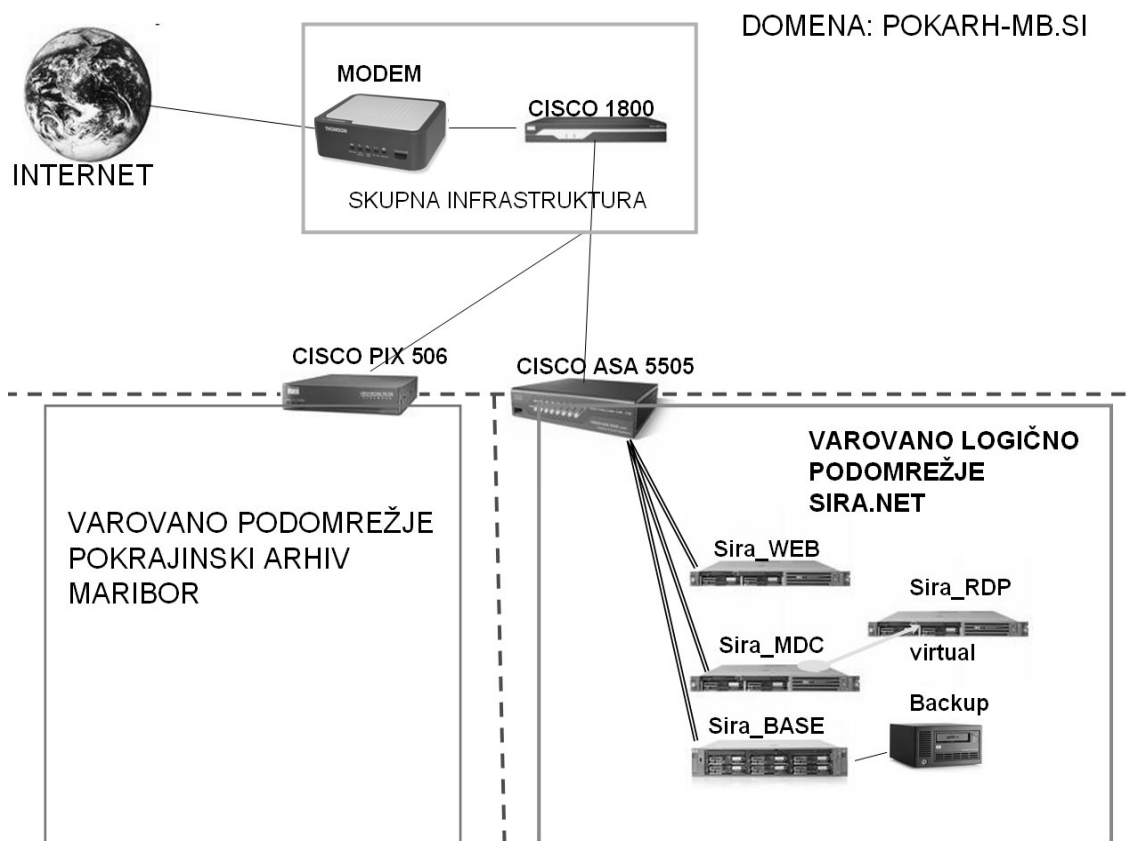 DOMENA: POKARH-MB.SI
MODEM
CISCO 1800
THOMSON
INTERNET
SKUPNA INFRASTRUKTURA
CISCO PIX 506
CISCO ASA 5505
VAROVANO LOGIČNO
PODOMREŽJE
SIRA.NET
VAROVANO PODOMREŽJE
POKRAJINSKI ARHIV
MARIBOR
Sira_WEB
Sira_RDP
Sira_MDC
virtual
Backup
Sira_BASE